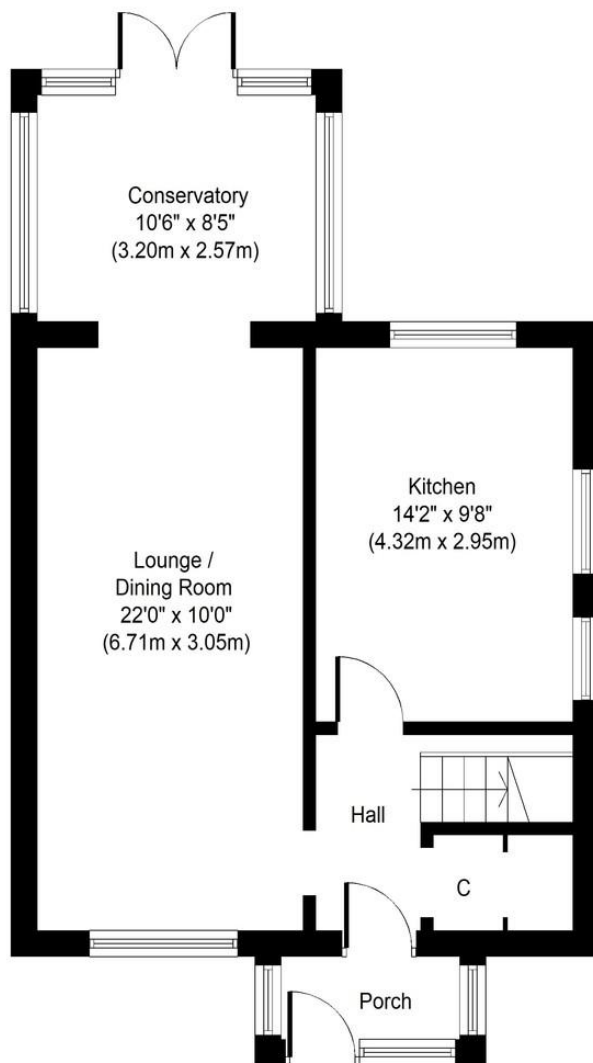 Conservatory
10'6" x 8'5"
(3.20m x 2.57m)
Kitchen
14'2" x 9'8"
(4.32m x 2.95m)
Lounge /
Dining Room
22'0" x 10'0"
(6.71m x 3.05m)
Hall
C
Porch